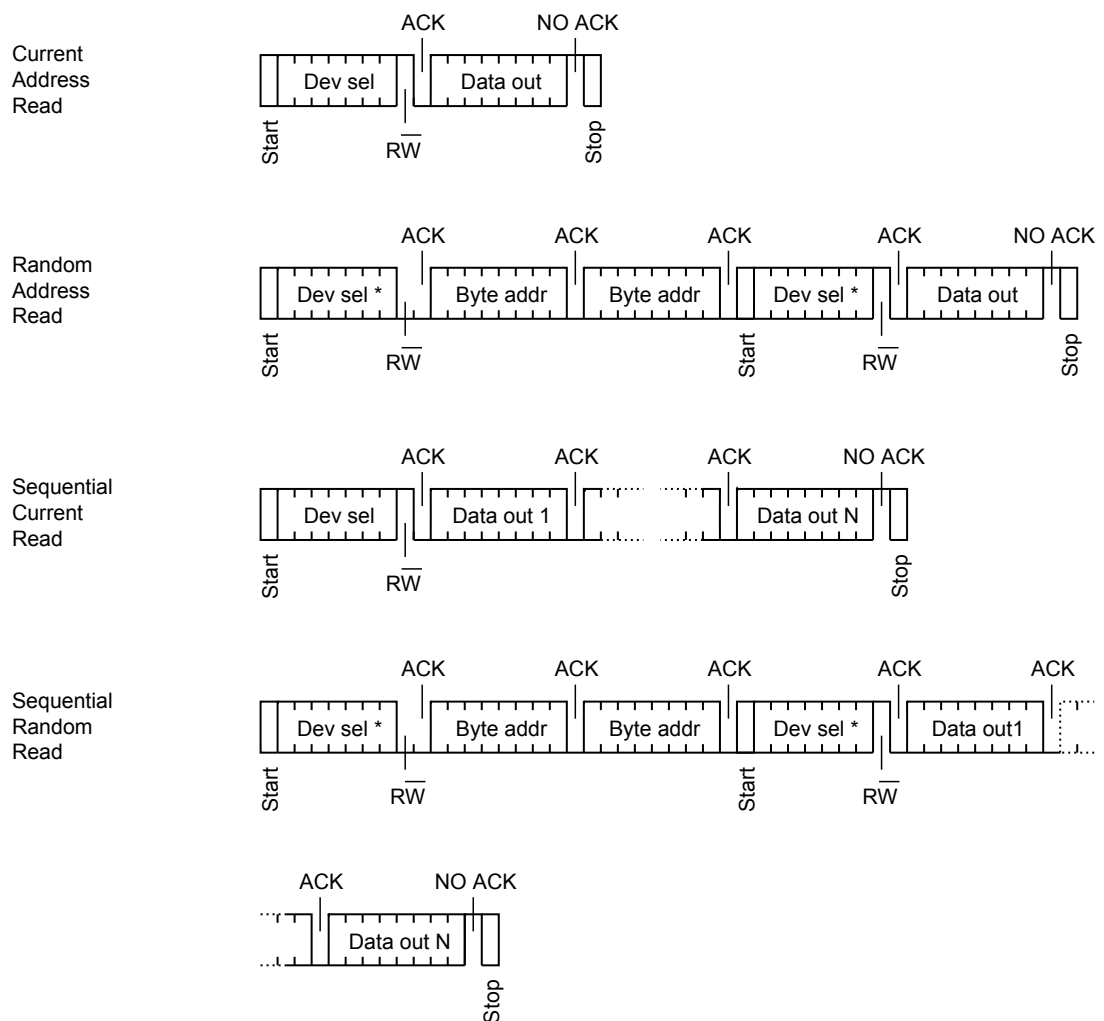 ACK NO ACK
Current
Address
Read
Dev sel Data out
Start RW̅ Stop
ACK ACK ACK ACK NO ACK
Random
Address
Read
Dev sel * Byte addr Byte addr Dev sel * Data out
Start RW̅ Start RW̅ Stop
ACK ACK ACK NO ACK
Sequential
Current
Read
Dev sel Data out 1 Data out N
Start RW̅ Stop
ACK ACK ACK ACK ACK
Sequential
Random
Read
Dev sel * Byte addr Byte addr Dev sel * Data out1
Start RW̅ Start RW̅
ACK NO ACK
Data out N
Stop